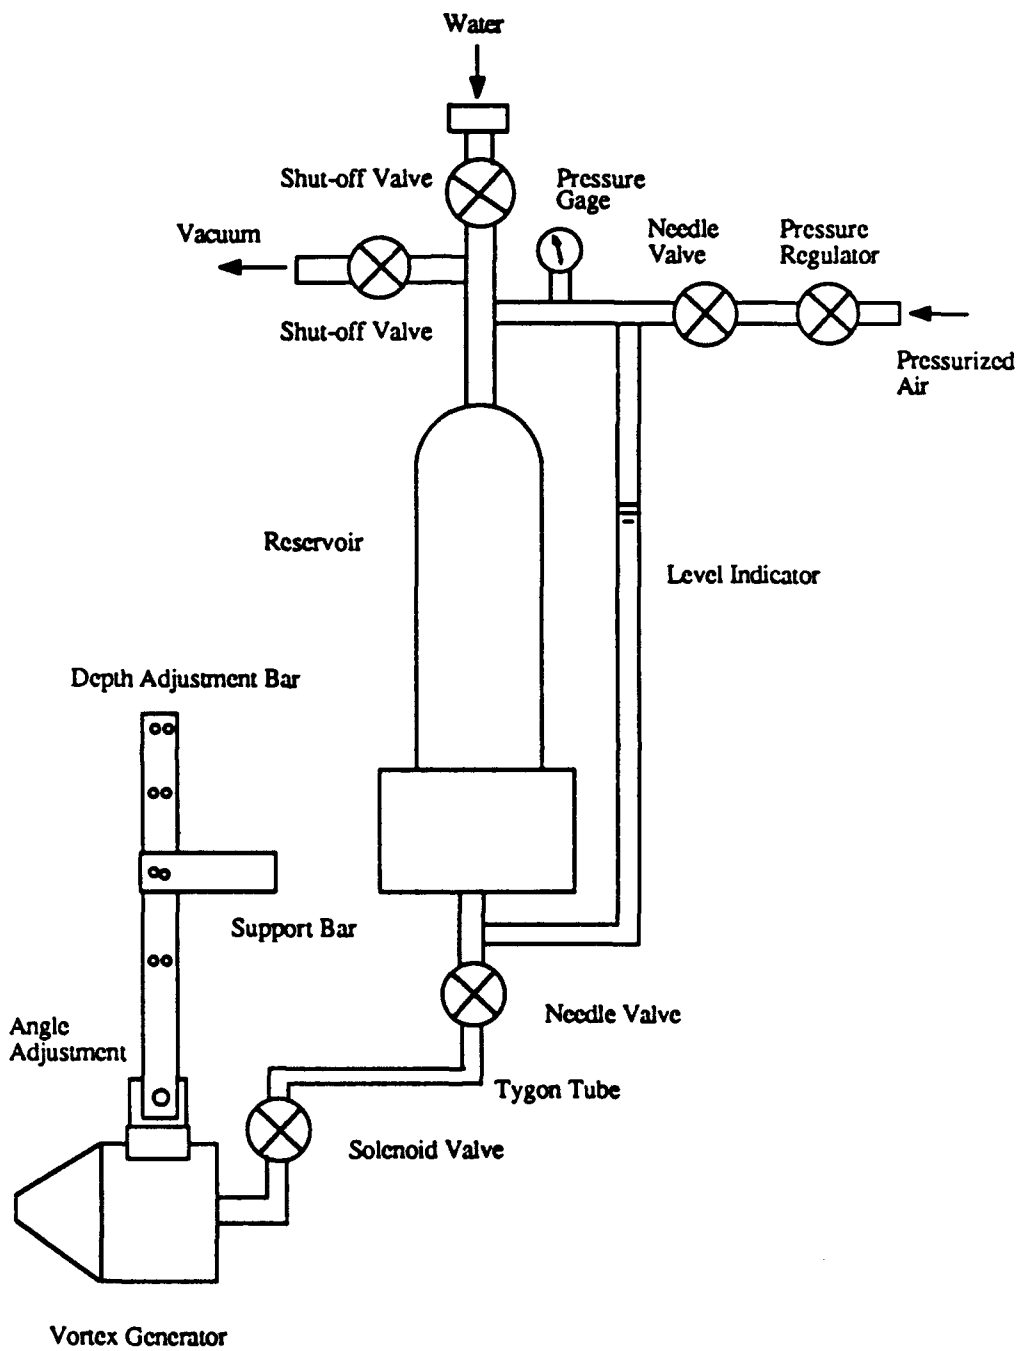 Water
Shut-off Valve
Pressure
Gage
Vacuum
Needle
Valve
Pressure
Regulator
Shut-off Valve
Pressurized
Air
Reservoir
Level Indicator
Depth Adjustment Bar
Support Bar
Needle Valve
Angle
Adjustment
Tygon Tube
Solenoid Valve
Vortex Generator